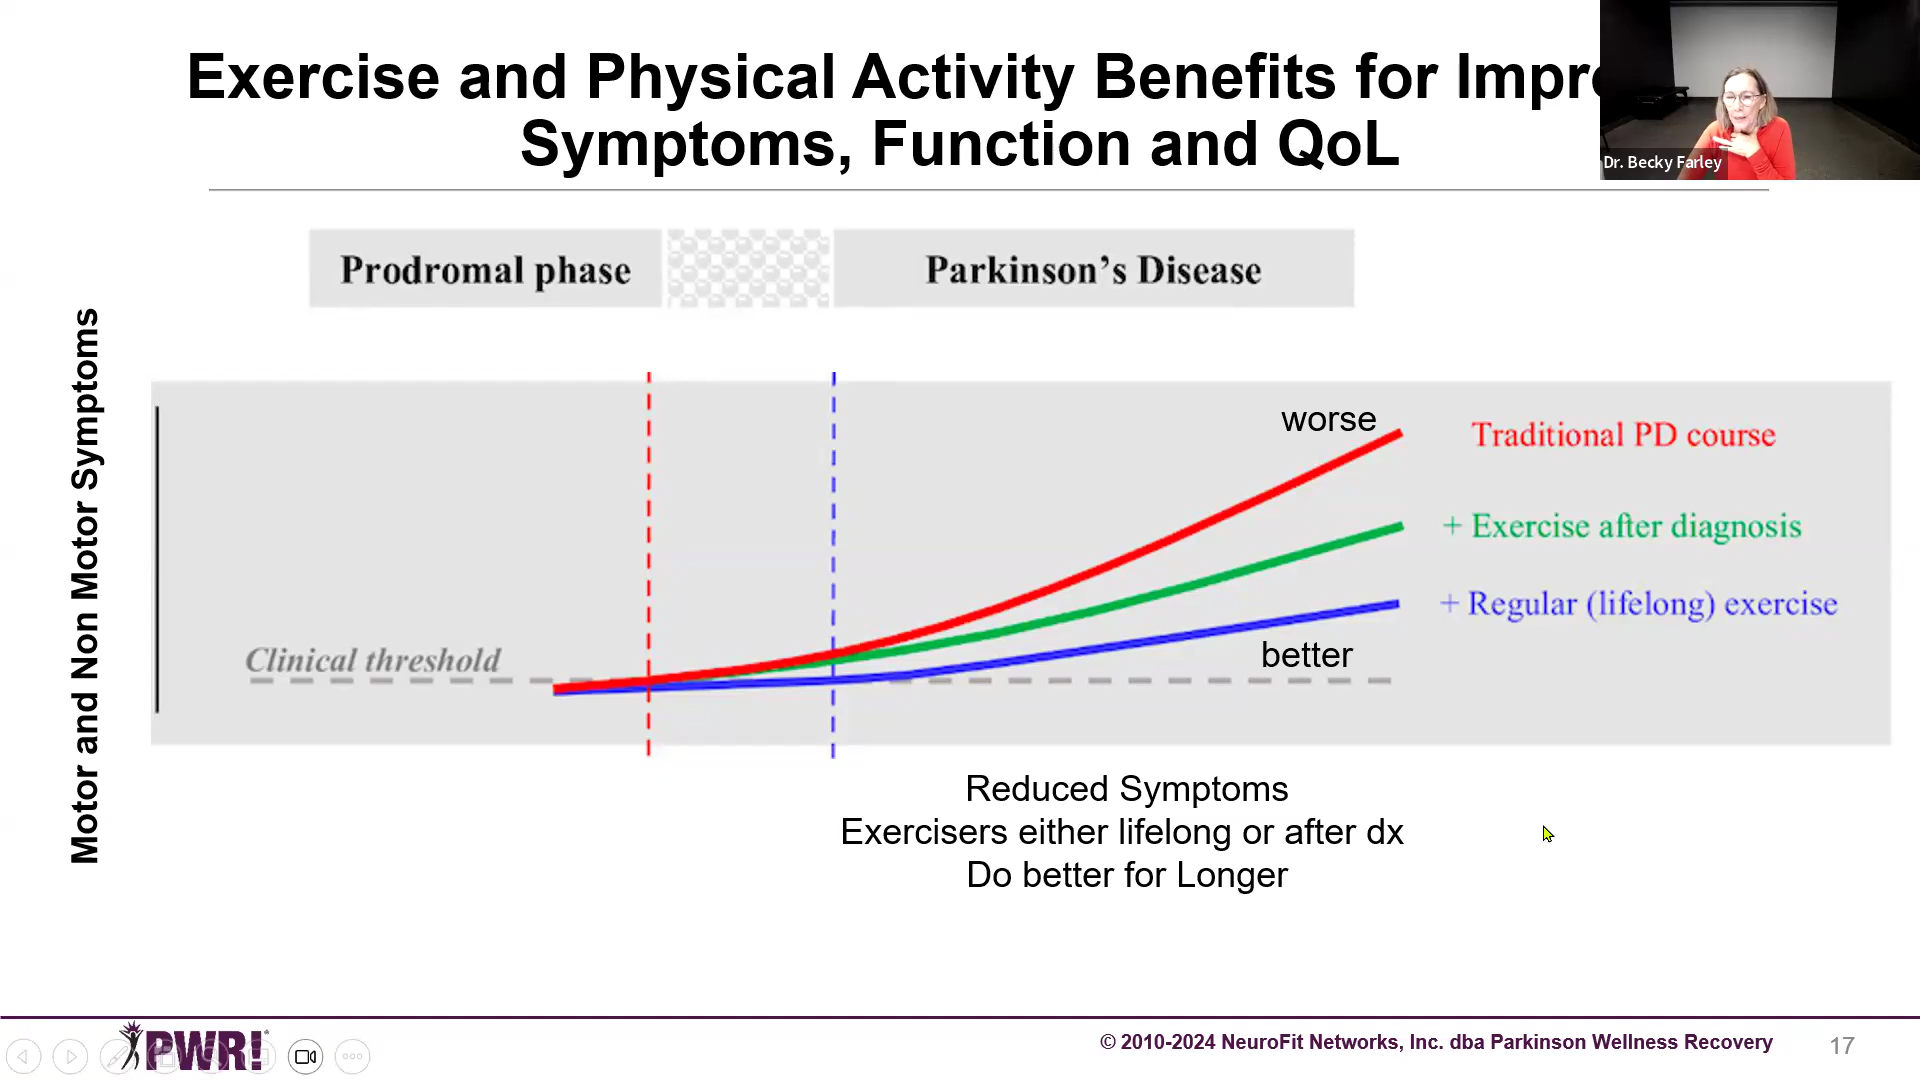 Exercise and Physical Activity Benefits for Impr
Symptoms, Function and QoL
Dr. Becky Farley
Prodromal phase
Parkinson's Disease
Motor and Non Motor Symptoms
worse
Traditional PD course
+ Exercise after diagnosis
+ Regular (lifelong) exercise
better
Clinical threshold
Reduced Symptoms
Exercisers either lifelong or after dx
Do better for Longer
PWR!
© 2010-2024 NeuroFit Networks, Inc. dba Parkinson Wellness Recovery
17